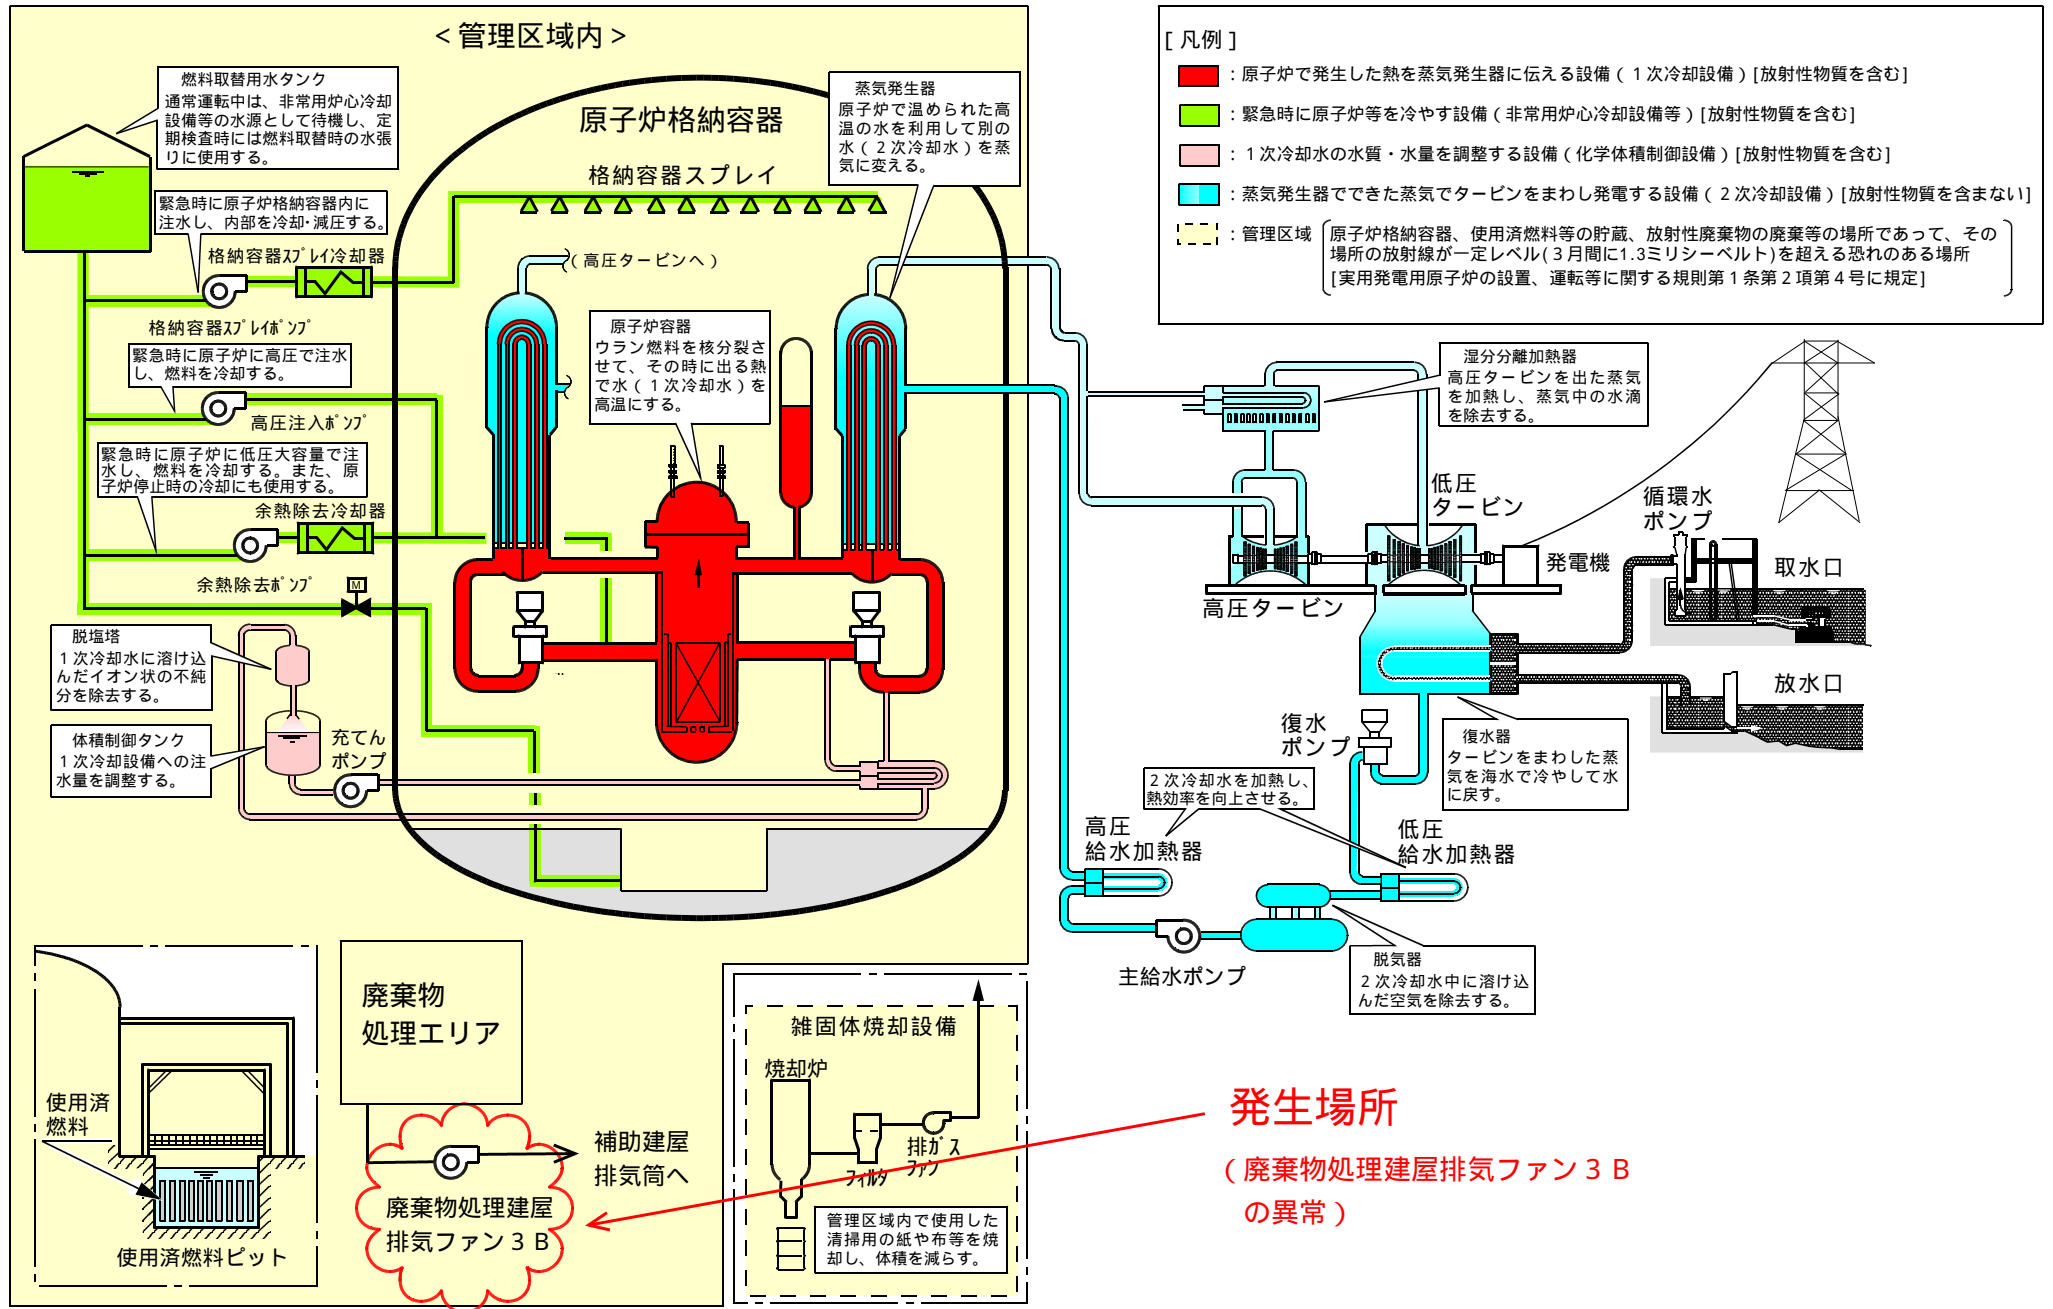 <管理区域内>
燃料取替用水タンク
通常運転中は、非常用炉心冷却
設備等の水源として待機し、定
期検査時には燃料取替時の水張
りに使用する。
緊急時に原子炉格納容器内に
注水し、内部を冷却・減圧する。
格納容器ｽﾌﾟﾚｲ冷却器
格納容器ｽﾌﾟﾚｲﾎﾟﾝﾌﾟ
緊急時に原子炉に高圧で注水
し、燃料を冷却する。
高圧注入ﾎﾟﾝﾌﾟ
緊急時に原子炉に低圧大容量で注
水し、燃料を冷却する。また、原
子炉停止時の冷却にも使用する。
余熱除去冷却器
余熱除去ﾎﾟﾝﾌﾟ
M
脱塩塔
１次冷却水に溶け込
んだイオン状の不純
分を除去する。
体積制御タンク
１次冷却設備への注
水量を調整する。
充てん
ポンプ
原子炉格納容器
格納容器スプレイ
(高圧タービンへ)
蒸気発生器
原子炉で温められた高
温の水を利用して別の
水(２次冷却水)を蒸
気に変える。
原子炉容器
ウラン燃料を核分裂さ
せて、その時に出る熱
で水(１次冷却水)を
高温にする。
[凡例]
：原子炉で発生した熱を蒸気発生器に伝える設備(１次冷却設備)[放射性物質を含む]
：緊急時に原子炉等を冷やす設備(非常用炉心冷却設備等)[放射性物質を含む]
：１次冷却水の水質・水量を調整する設備(化学体積制御設備)[放射性物質を含む]
：蒸気発生器でできた蒸気でタービンをまわし発電する設備(２次冷却設備)[放射性物質を含まない]
：管理区域
原子炉格納容器、使用済燃料等の貯蔵、放射性廃棄物の廃棄等の場所であって、その
場所の放射線が一定レベル(３月間に1.3ミリシーベルト)を超える恐れのある場所
[実用発電用原子炉の設置、運転等に関する規則第１条第２項第４号に規定]
湿分分離加熱器
高圧タービンを出た蒸気
を加熱し、蒸気中の水滴
を除去する。
低圧
タービン
高圧タービン
発電機
循環水
ポンプ
取水口
放水口
復水
ポンプ
復水器
タービンをまわした蒸
気を海水で冷やして水
に戻す。
２次冷却水を加熱し、
熱効率を向上させる。
高圧
給水加熱器
低圧
給水加熱器
主給水ポンプ
脱気器
２次冷却水中に溶け込
んだ空気を除去する。
使用済
燃料
使用済燃料ピット
廃棄物
処理エリア
補助建屋
排気筒へ
廃棄物処理建屋
排気ファン３Ｂ
雑固体焼却設備
焼却炉
フィルタ
排ｶﾞｽ
ファン
管理区域内で使用した
清掃用の紙や布等を焼
却し、体積を減らす。
発生場所
(廃棄物処理建屋排気ファン３Ｂ
の異常)